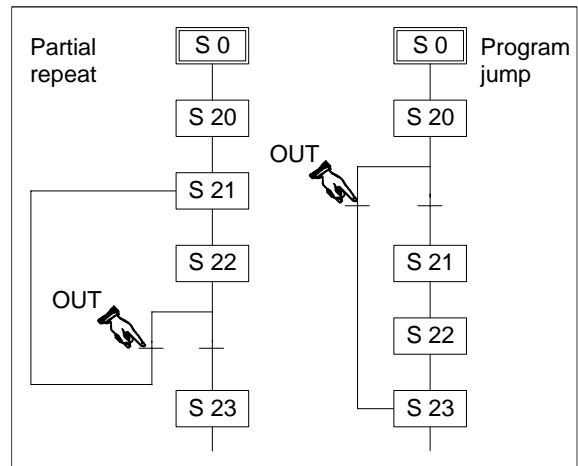 Partial
repeat
S 0
S 20
S 21
S 22
OUT
S 23
S 0
Program
jump
S 20
OUT
S 21
S 22
S 23